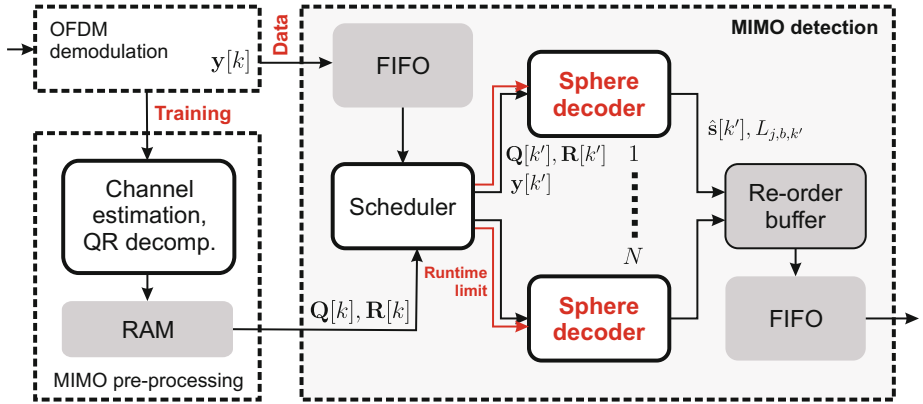 OFDM
demodulation
y[k]
Data
Training
Channel
estimation,
QR decomp.
RAM
MIMO pre-processing
Q[k], R[k]
MIMO detection
FIFO
Scheduler
Runtime
limit
Sphere
decoder
Q[k′], R[k′]
y[k′]
1
N
Sphere
decoder
ŝ[k′], L_{j,b,k′}
Re-order
buffer
FIFO